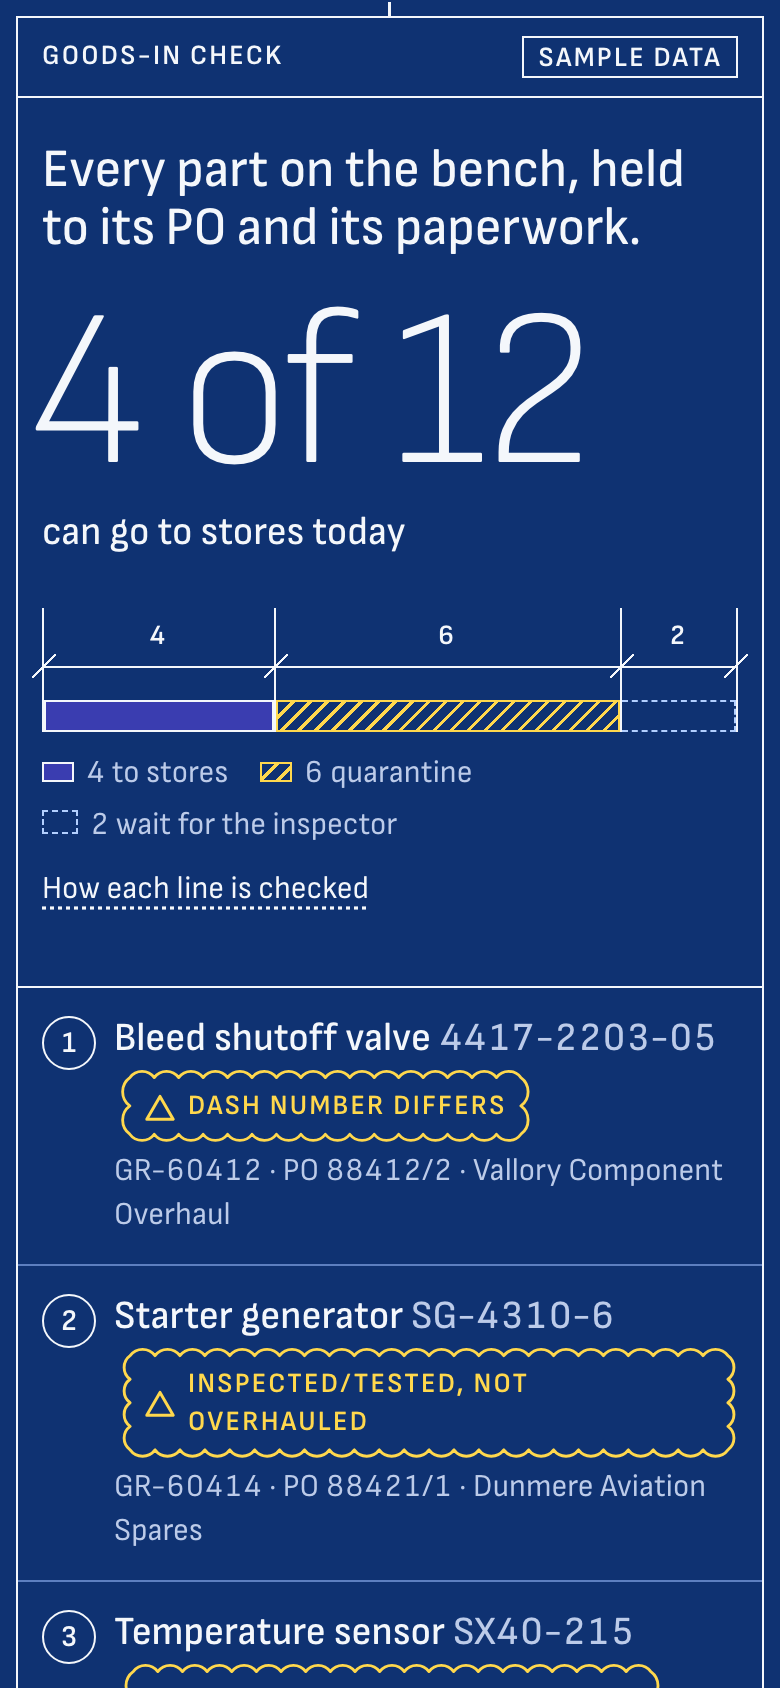 GOODS-IN CHECK
SAMPLE DATA
Every part on the bench, held
to its PO and its paperwork.
4 of 12
can go to stores today
4
6
2
4 to stores
6 quarantine
2 wait for the inspector
How each line is checked
1
Bleed shutoff valve 4417-2203-05
DASH NUMBER DIFFERS
GR-60412 · PO 88412/2 · Vallory Component
Overhaul
2
Starter generator SG-4310-6
INSPECTED/TESTED, NOT
OVERHAULED
GR-60414 · PO 88421/1 · Dunmere Aviation
Spares
3
Temperature sensor SX40-215